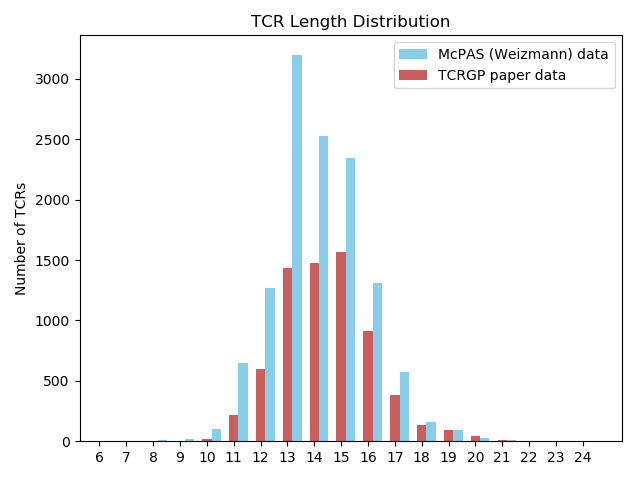 TCR Length Distribution
McPAS (Weizmann) data
TCRGP paper data
Number of TCRs
3000
2500
2000
1500
1000
500
0
6 7 8 9 10 11 12 13 14 15 16 17 18 19 20 21 22 23 24